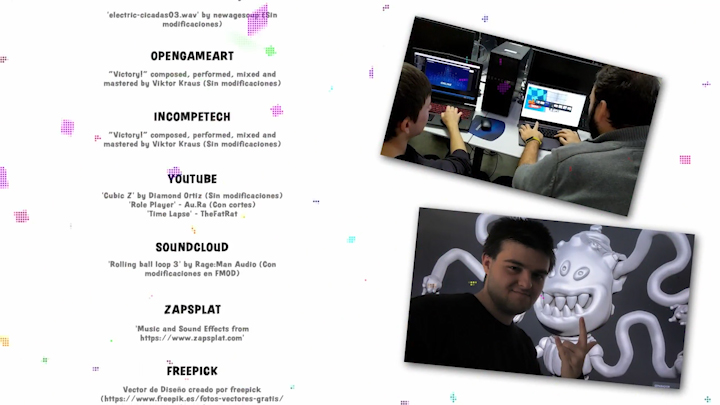 'electric-cicadas03.wav' by newagesoup (Sin
modificaciones)
OPENGAMEART
"Victory!" composed, performed, mixed and
mastered by Viktor Kraus (Sin modificaciones)
INCOMPETECH
"Victory!" composed, performed, mixed and
mastered by Viktor Kraus (Sin modificaciones)
YOUTUBE
'Cubic Z' by Diamond Ortiz (Sin modificaciones)
'Role Player' - Au.Ra (Con cortes)
'Time Lapse' - TheFatRat
SOUNDCLOUD
'Rolling ball loop 3' by Rage:Man Audio (Con
modificaciones en FMOD)
ZAPSPLAT
'Music and Sound Effects from
https://www.zapsplat.com'
FREEPICK
Vector de Diseño creado por freepick
(https://www.freepik.es/fotos-vectores-gratis/